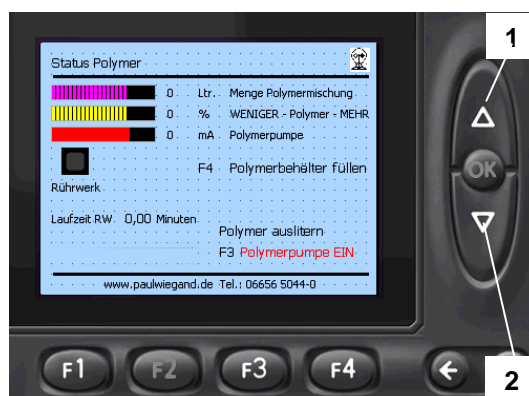 1
Status Polymer
0 Ltr. Menge Polymermischung
0 % WENIGER - Polymer - MEHR
0 mA Polymerpumpe
F4 Polymerbehälter füllen
OK
Rührwerk
Laufzeit RW 0,00 Minuten
Polymer auslitern
F3 Polymerpumpe EIN
www.paulwiegand.de Tel.: 06656 5044-0
F1 F2 F3 F4
2